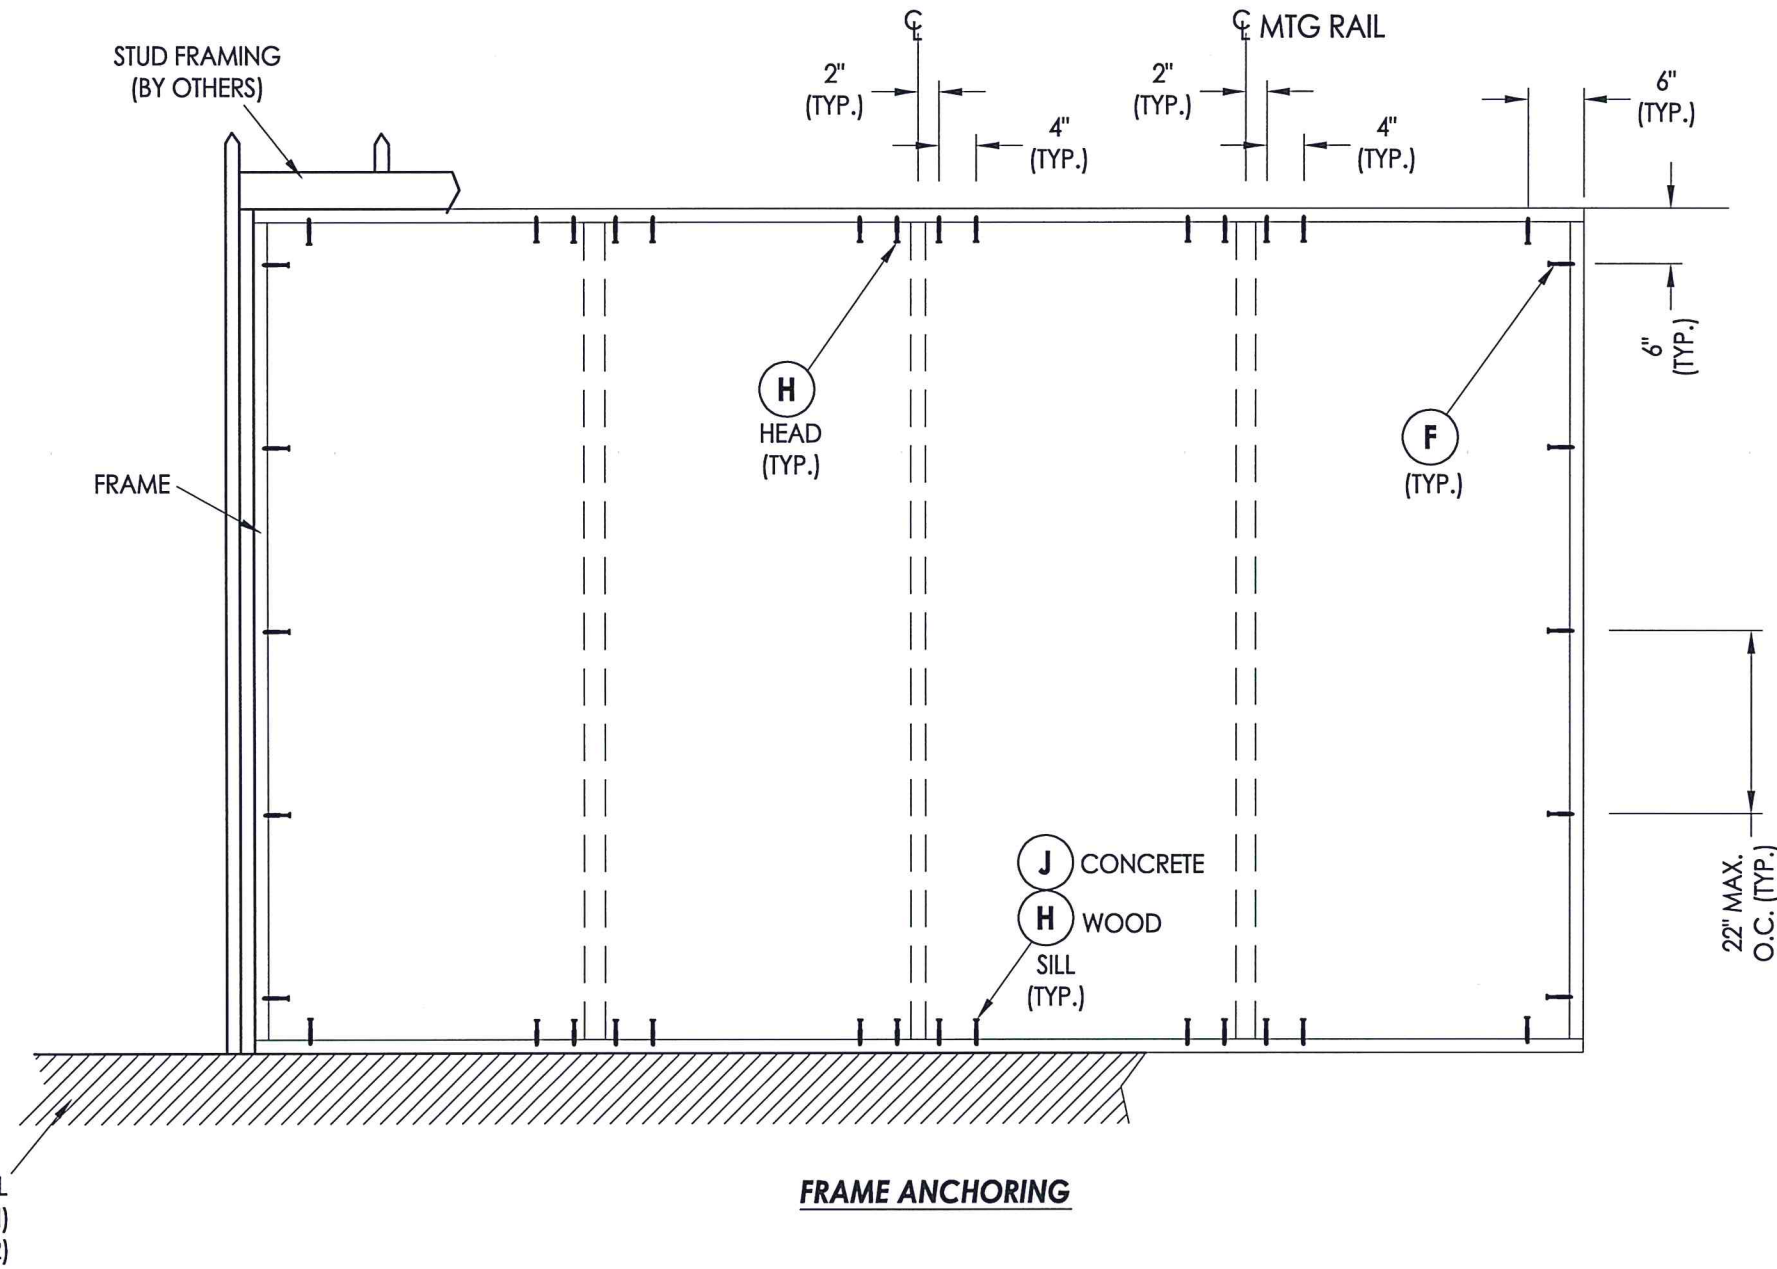 ℄
℄ MTG RAIL
STUD FRAMING
(BY OTHERS)
2"
(TYP.)
2"
(TYP.)
6"
(TYP.)
4"
(TYP.)
4"
(TYP.)
6"
(TYP.)
H
HEAD
(TYP.)
F
(TYP.)
FRAME
J CONCRETE
H WOOD
SILL
(TYP.)
22" MAX.
O.C. (TYP.)
FRAME ANCHORING